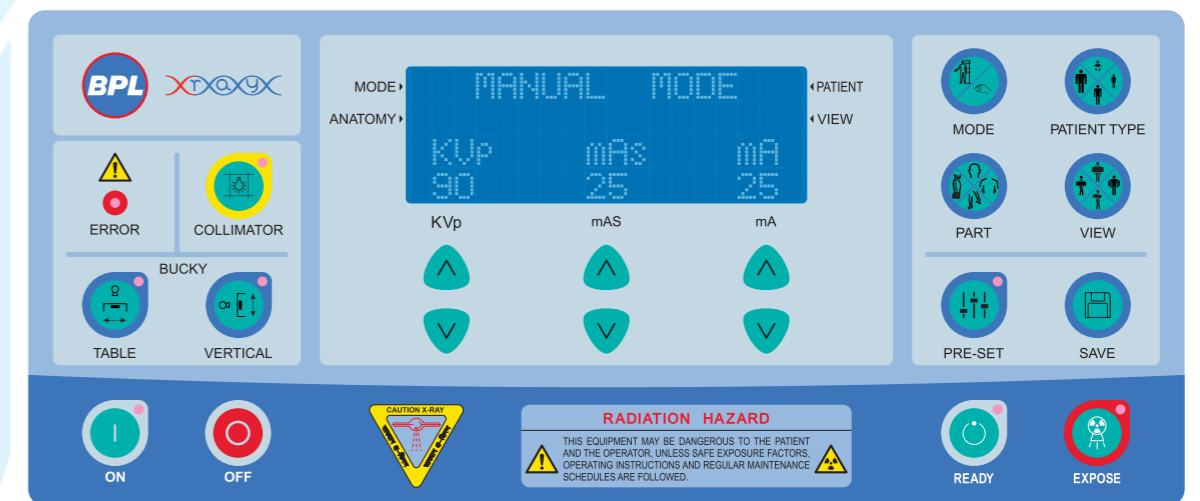 BPL xrayx
MODE
ANATOMY
MANUAL MODE
PATIENT
VIEW
KVp mAs mA
90 25 25
KVp mAS mA
ERROR
COLLIMATOR
BUCKY
TABLE
VERTICAL
MODE
PATIENT TYPE
PART
VIEW
PRE-SET
SAVE
ON
OFF
CAUTION X-RAY
RADIATION HAZARD
THIS EQUIPMENT MAY BE DANGEROUS TO THE PATIENT
AND THE OPERATOR, UNLESS SAFE EXPOSURE FACTORS,
OPERATING INSTRUCTIONS AND REGULAR MAINTENANCE
SCHEDULES ARE FOLLOWED.
READY
EXPOSE